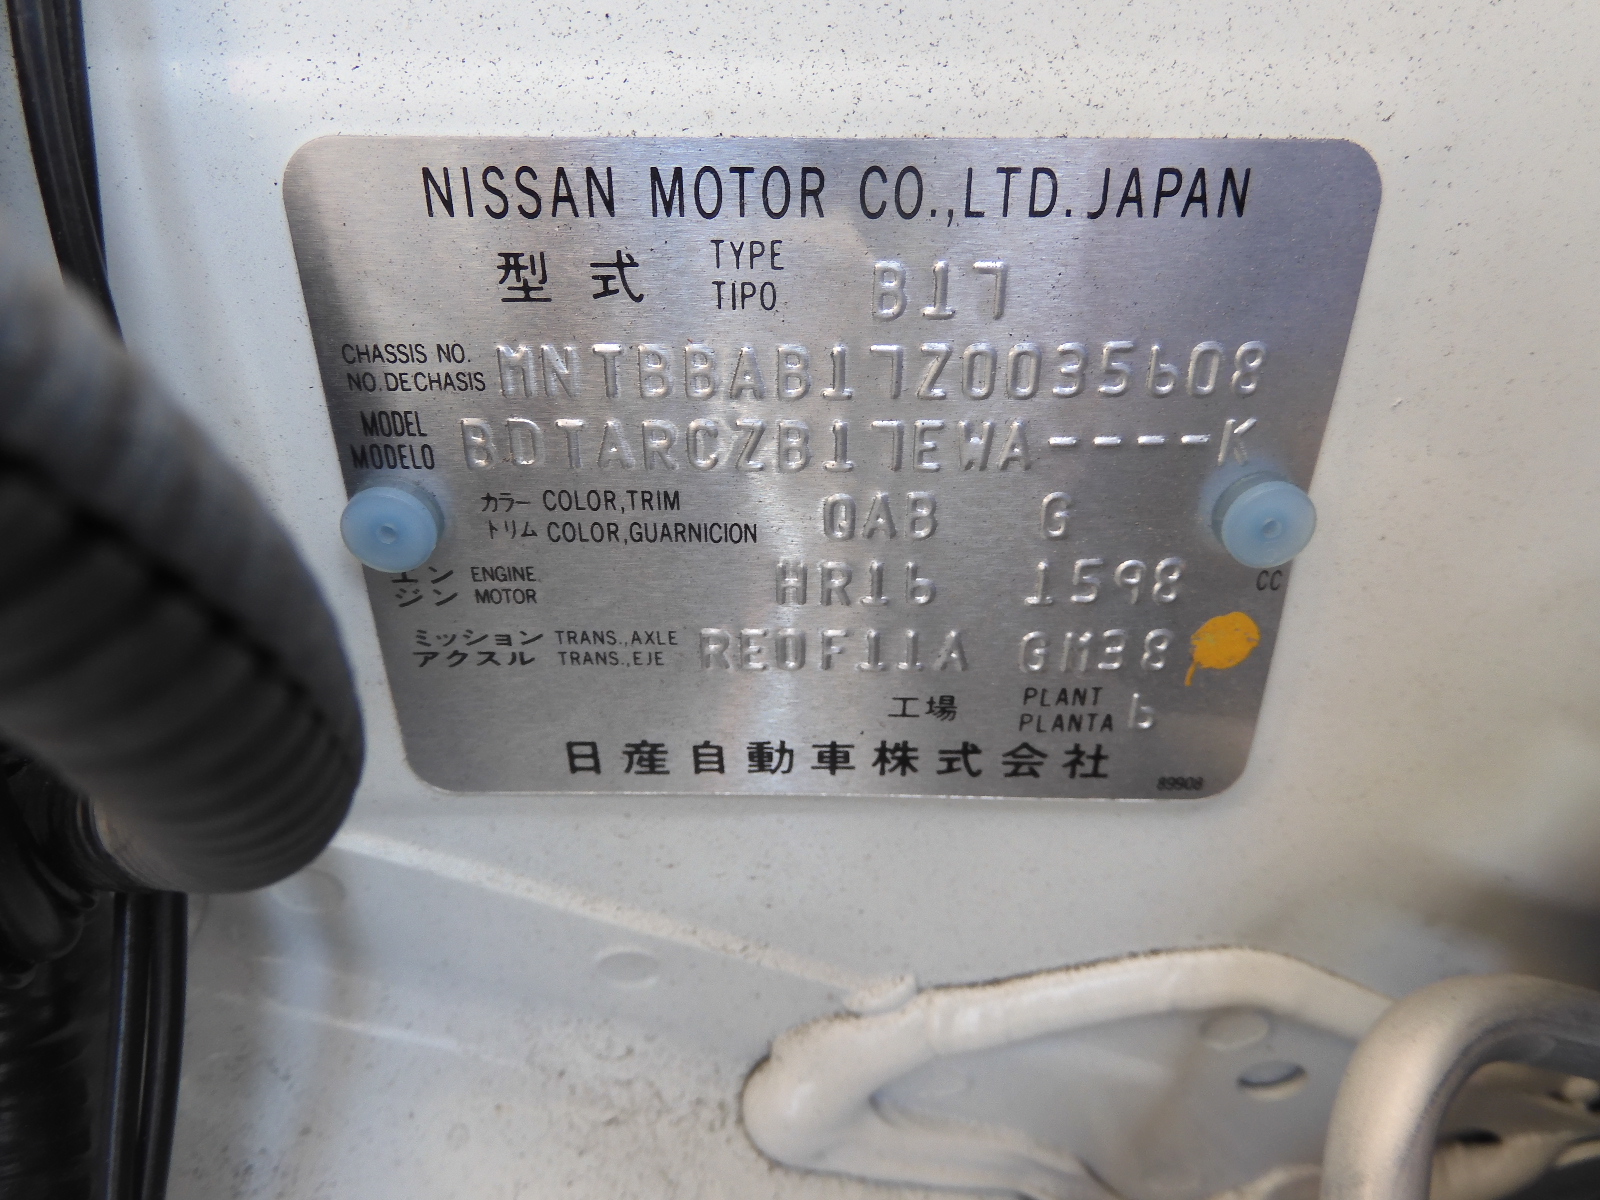 NISSAN MOTOR CO.,LTD. JAPAN
型式 TYPE TIPO B17
CHASSIS NO. NO. DE CHASIS MNTBBAB17Z0035608
MODEL MODELO BDTARCZB17EWA----K
カラー COLOR,TRIM QAB G
トリム COLOR,GUARNICION
エン ENGINE HR16 1598 CC
ジン MOTOR
ミッション TRANS.,AXLE RE0F11A GM38
アクスル TRANS.,EJE
工場 PLANT PLANTA 6
日産自動車株式会社
89908